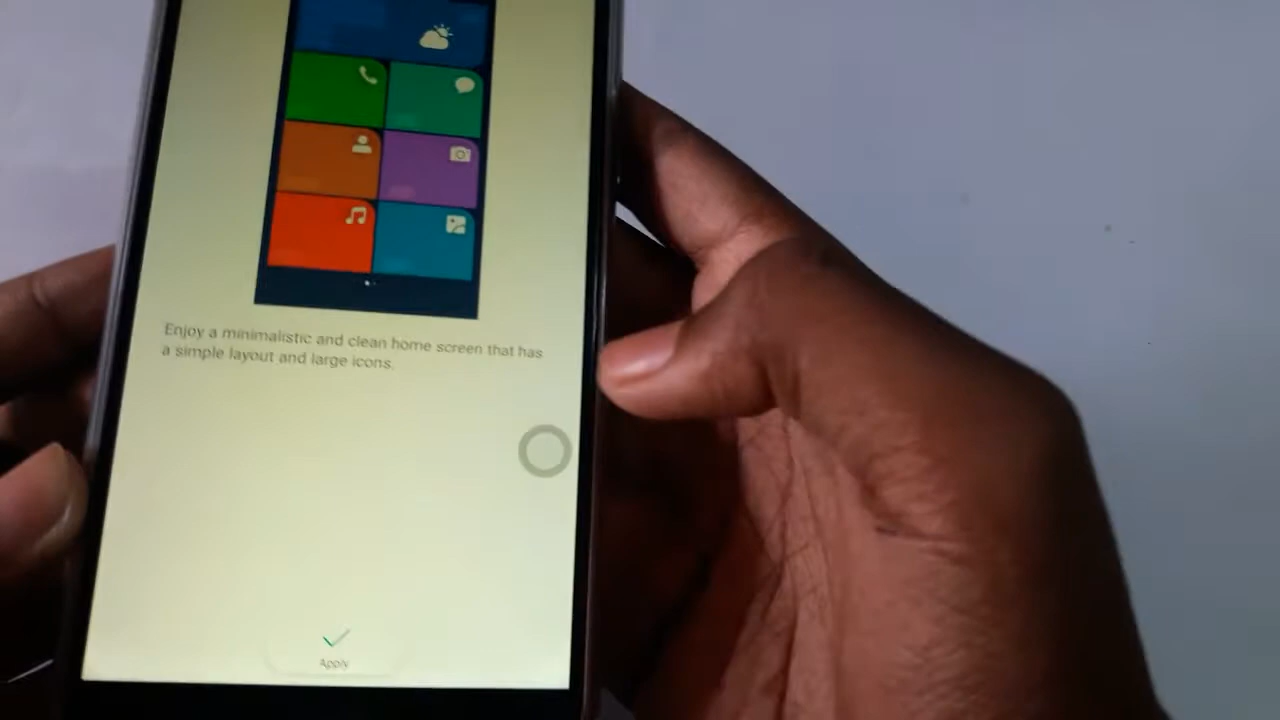 Enjoy a minimalistic and clean home screen that has
a simple layout and large icons.
Apply